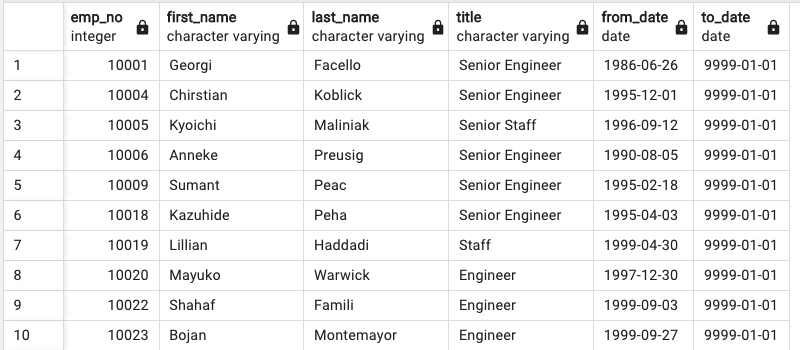 emp_no first_name last_name title from_date to_date
integer character varying character varying character varying date date
1 10001 Georgi Facello Senior Engineer 1986-06-26 9999-01-01
2 10004 Chirstian Koblick Senior Engineer 1995-12-01 9999-01-01
3 10005 Kyoichi Maliniak Senior Staff 1996-09-12 9999-01-01
4 10006 Anneke Preusig Senior Engineer 1990-08-05 9999-01-01
5 10009 Sumant Peac Senior Engineer 1995-02-18 9999-01-01
6 10018 Kazuhide Peha Senior Engineer 1995-04-03 9999-01-01
7 10019 Lillian Haddadi Staff 1999-04-30 9999-01-01
8 10020 Mayuko Warwick Engineer 1997-12-30 9999-01-01
9 10022 Shahaf Famili Engineer 1999-09-03 9999-01-01
10 10023 Bojan Montemayor Engineer 1999-09-27 9999-01-01